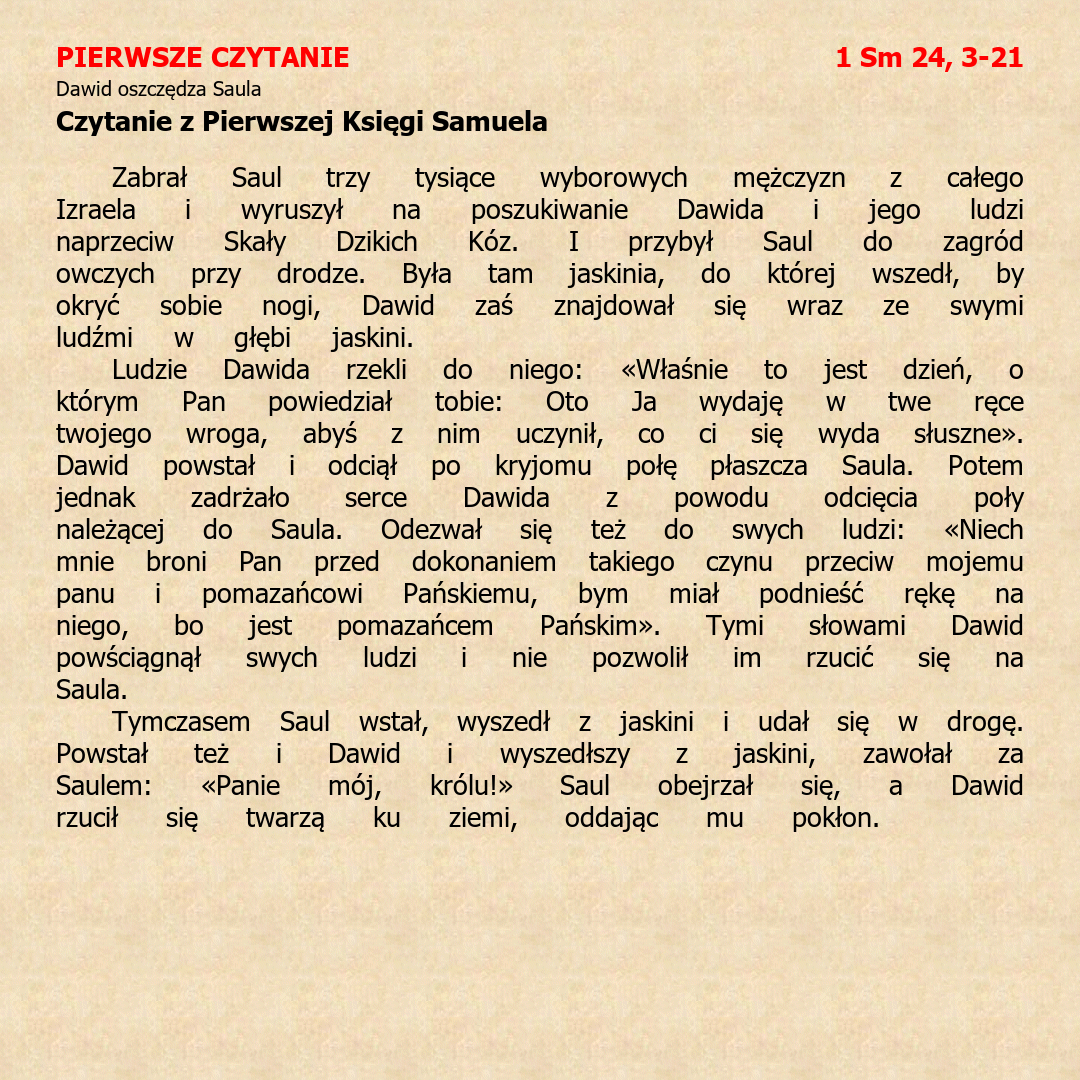 PIERWSZE CZYTANIE 1 Sm 24, 3-21
Dawid oszczędza Saula
Czytanie z Pierwszej Księgi Samuela
Zabrał Saul trzy tysiące wyborowych mężczyzn z całego
Izraela i wyruszył na poszukiwanie Dawida i jego ludzi
naprzeciw Skały Dzikich Kóz. I przybył Saul do zagród
owczych przy drodze. Była tam jaskinia, do której wszedł, by
okryć sobie nogi, Dawid zaś znajdował się wraz ze swymi
ludźmi w głębi jaskini.
Ludzie Dawida rzekli do niego: «Właśnie to jest dzień, o
którym Pan powiedział tobie: Oto Ja wydaję w twe ręce
twojego wroga, abyś z nim uczynił, co ci się wyda słuszne».
Dawid powstał i odciął po kryjomu połę płaszcza Saula. Potem
jednak zadrżało serce Dawida z powodu odcięcia poły
należącej do Saula. Odezwał się też do swych ludzi: «Niech
mnie broni Pan przed dokonaniem takiego czynu przeciw mojemu
panu i pomazańcowi Pańskiemu, bym miał podnieść rękę na
niego, bo jest pomazańcem Pańskim». Tymi słowami Dawid
powściągnął swych ludzi i nie pozwolił im rzucić się na
Saula.
Tymczasem Saul wstał, wyszedł z jaskini i udał się w drogę.
Powstał też i Dawid i wyszedłszy z jaskini, zawołał za
Saulem: «Panie mój, królu!» Saul obejrzał się, a Dawid
rzucił się twarzą ku ziemi, oddając mu pokłon.